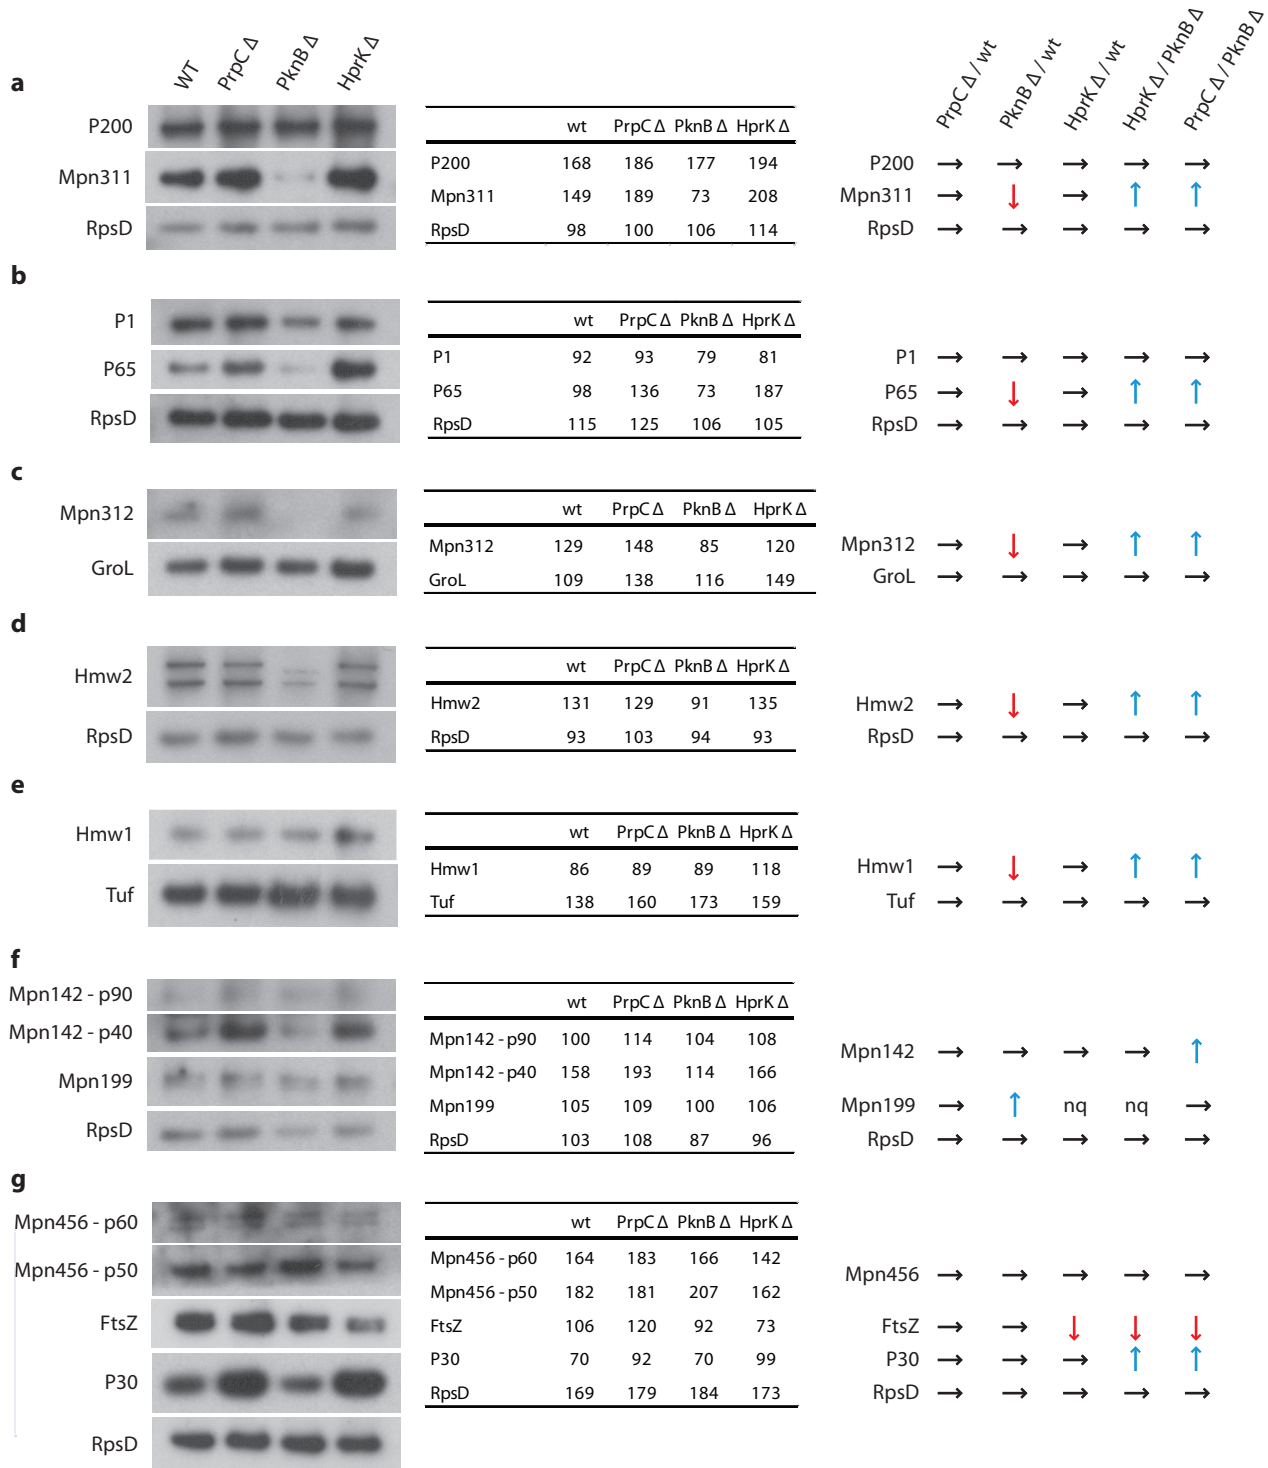 WT PrpC Δ PknB Δ HprK Δ
PrpC Δ / wt PknB Δ / wt HprK Δ / wt HprK Δ / PknB Δ PrpC Δ / PknB Δ
a
P200
Mpn311
RpsD
wt PrpC Δ PknB Δ HprK Δ
P200 168 186 177 194
Mpn311 149 189 73 208
RpsD 98 100 106 114
P200 → → → → →
Mpn311 → ↓ → ↑ ↑
RpsD → → → → →
b
P1
P65
RpsD
wt PrpC Δ PknB Δ HprK Δ
P1 92 93 79 81
P65 98 136 73 187
RpsD 115 125 106 105
P1 → → → → →
P65 → ↓ → ↑ ↑
RpsD → → → → →
c
Mpn312
GroL
wt PrpC Δ PknB Δ HprK Δ
Mpn312 129 148 85 120
GroL 109 138 116 149
Mpn312 → ↓ → ↑ ↑
GroL → → → → →
d
Hmw2
RpsD
wt PrpC Δ PknB Δ HprK Δ
Hmw2 131 129 91 135
RpsD 93 103 94 93
Hmw2 → ↓ → ↑ ↑
RpsD → → → → →
e
Hmw1
Tuf
wt PrpC Δ PknB Δ HprK Δ
Hmw1 86 89 89 118
Tuf 138 160 173 159
Hmw1 → ↓ → ↑ ↑
Tuf → → → → →
f
Mpn142 - p90
Mpn142 - p40
Mpn199
RpsD
wt PrpC Δ PknB Δ HprK Δ
Mpn142 - p90 100 114 104 108
Mpn142 - p40 158 193 114 166
Mpn199 105 109 100 106
RpsD 103 108 87 96
Mpn142 → → → → ↑
Mpn199 → ↑ nq nq →
RpsD → → → → →
g
Mpn456 - p60
Mpn456 - p50
FtsZ
P30
RpsD
wt PrpC Δ PknB Δ HprK Δ
Mpn456 - p60 164 183 166 142
Mpn456 - p50 182 181 207 162
FtsZ 106 120 92 73
P30 70 92 70 99
RpsD 169 179 184 173
Mpn456 → → → → →
FtsZ → → ↓ ↓ ↓
P30 → → → ↑ ↑
RpsD → → → → →